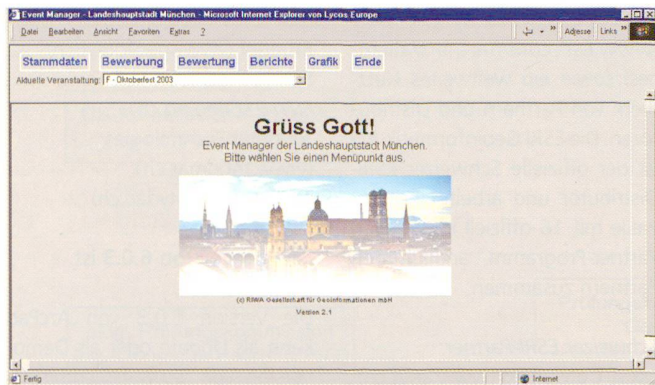 Event Manager - Landeshauptstadt München - Microsoft Internet Explorer von Lycos Europe
Datei Bearbeiten Ansicht Favoriten Extras ? Adresse Links »
Stammdaten Bewerbung Bewertung Berichte Grafik Ende
Aktuelle Veranstaltung: F - Oktoberfest 2003
Grüss Gott!
Event Manager der Landeshauptstadt München.
Bitte wählen Sie einen Menüpunkt aus.
(c) RIWA Gesellschaft für Geoinformationen mbH
Version 2.1
Fertig Internet